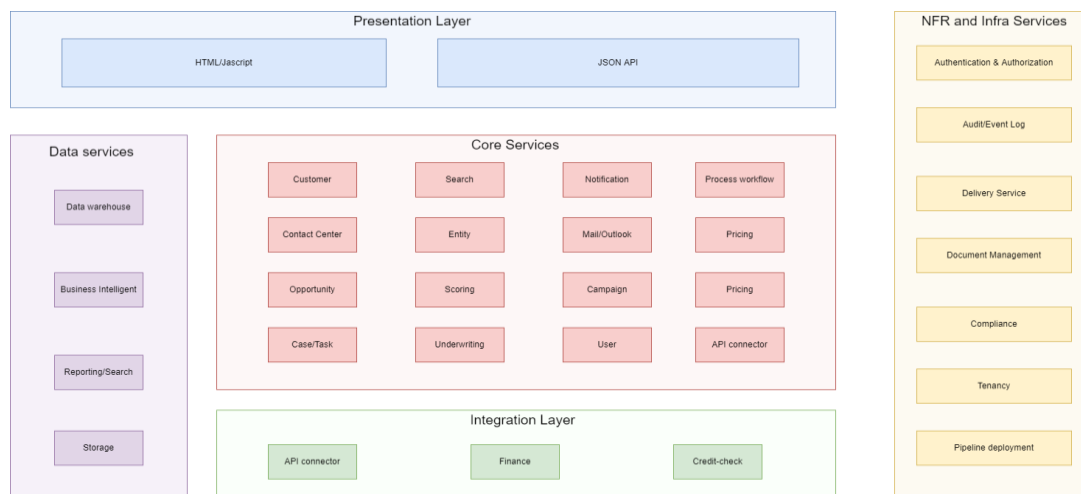 Presentation Layer
HTML/Jascript
JSON API
Data services
Data warehouse
Business Intelligent
Reporting/Search
Storage
Core Services
Customer
Search
Notification
Process workflow
Contact Center
Entity
Mail/Outlook
Pricing
Opportunity
Scoring
Campaign
Pricing
Case/Task
Underwriting
User
API connector
Integration Layer
API connector
Finance
Credit-check
NFR and Infra Services
Authentication & Authorization
Audit/Event Log
Delivery Service
Document Management
Compliance
Tenancy
Pipeline deployment